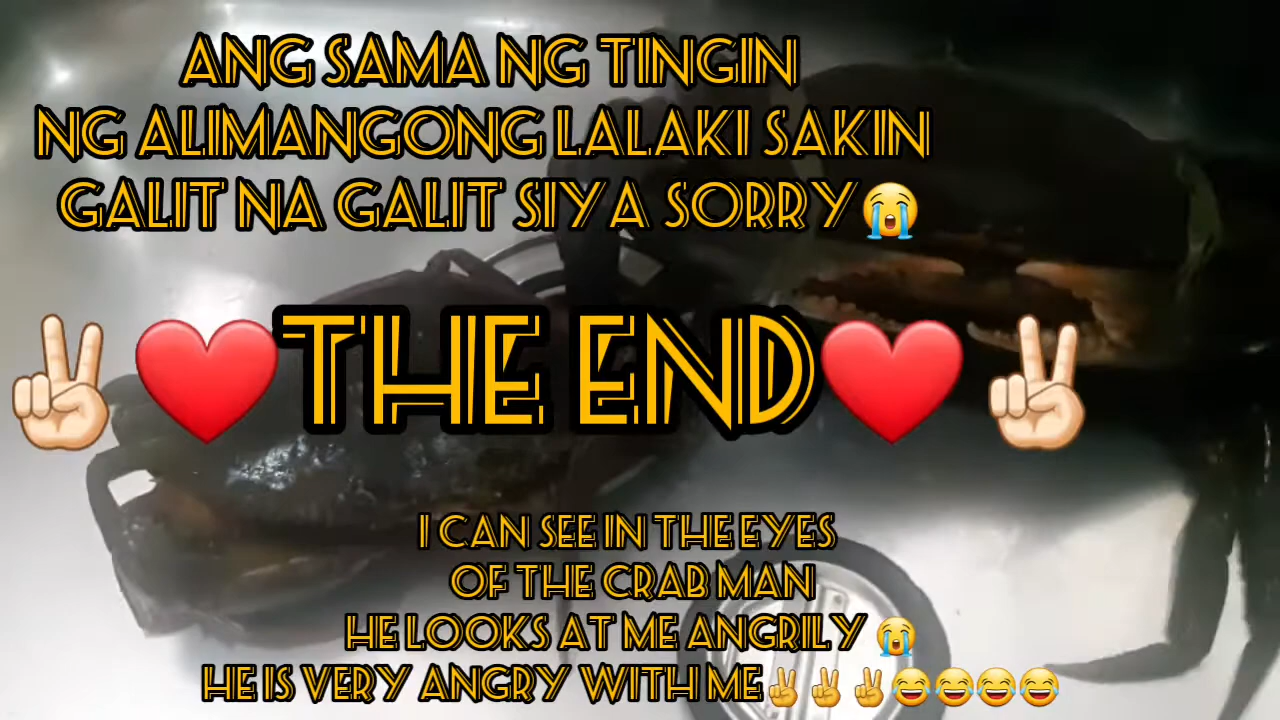 ANG SAMA NG TINGIN
NG ALIMANGONG LALAKI SAKIN
GALIT NA GALIT SIYA SORRY😭
✌🏻❤️THE END❤️✌🏻
I CAN SEE IN THE EYES
OF THE CRAB MAN
HE LOOKS AT ME ANGRILY 😭
HE IS VERY ANGRY WITH ME✌️✌️✌️😂😂😂😂